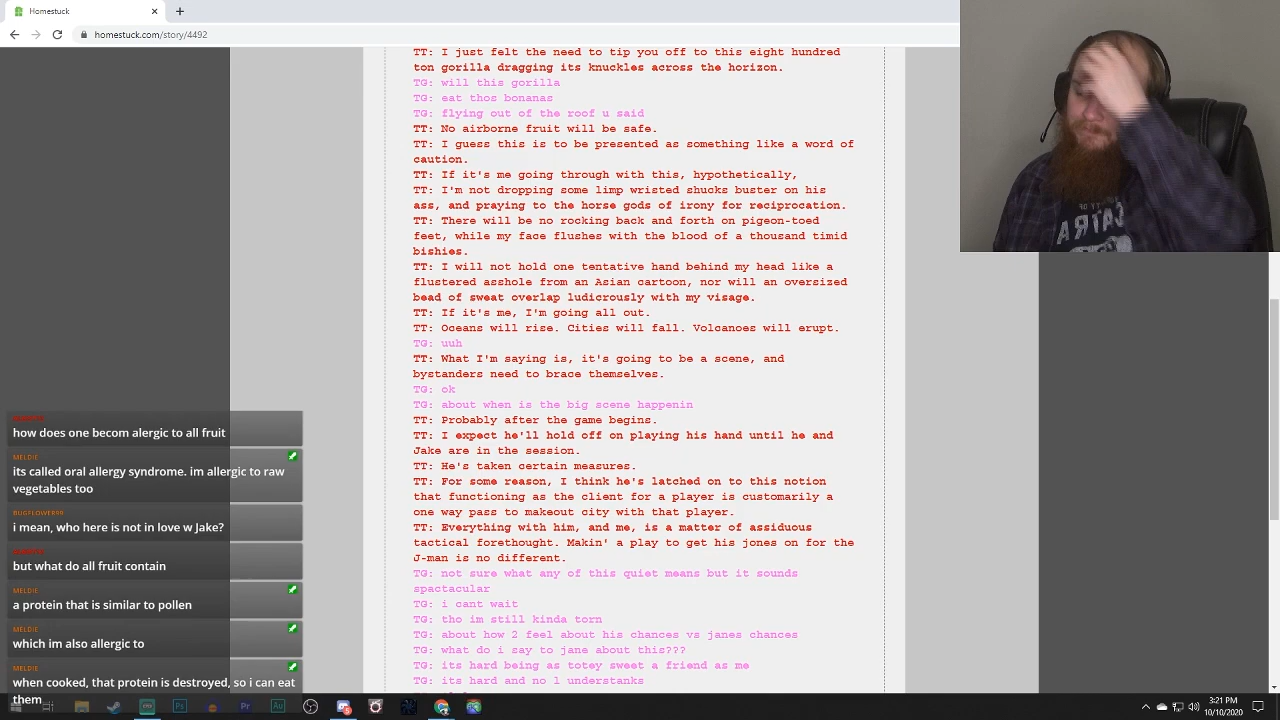 Homestuck
homestuck.com/story/4492
TT: I just felt the need to tip you off to this eight hundred
ton gorilla dragging its knuckles across the horizon.
TG: will this gorilla
TG: eat thos bonanas
TG: flying out of the roof u said
TT: No airborne fruit will be safe.
TT: I guess this is to be presented as something like a word of
caution.
TT: If it's me going through with this, hypothetically,
TT: I'm not dropping some limp wristed shucks buster on his
ass, and praying to the horse gods of irony for reciprocation.
TT: There will be no rocking back and forth on pigeon-toed
feet, while my face flushes with the blood of a thousand timid
bishies.
TT: I will not hold one tentative hand behind my head like a
flustered asshole from an Asian cartoon, nor will an oversized
bead of sweat overlap ludicrously with my visage.
TT: If it's me, I'm going all out.
TT: Oceans will rise. Cities will fall. Volcanoes will erupt.
TG: uuh
TT: What I'm saying is, it's going to be a scene, and
bystanders need to brace themselves.
TG: ok
TG: about when is the big scene happenin
TT: Probably after the game begins.
TT: I expect he'll hold off on playing his hand until he and
Jake are in the session.
TT: He's taken certain measures.
TT: For some reason, I think he's latched on to this notion
that functioning as the client for a player is customarily a
one way pass to makeout city with that player.
TT: Everything with him, and me, is a matter of assiduous
tactical forethought. Makin' a play to get his jones on for the
J-man is no different.
TG: not sure what any of this quiet means but it sounds
spactacular
TG: i cant wait
TG: tho im still kinda torn
TG: about how 2 feel about his chances vs janes chances
TG: what do i say to jane about this???
TG: its hard being as totey sweet a friend as me
TG: its hard and no l understanks
how does one becom alergic to all fruit
MELDIE
its called oral allergy syndrome. im allergic to raw
vegetables too
BUGFLOWER99
i mean, who here is not in love w Jake?
but what do all fruit contain
MELDIE
a protein that is similar to pollen
MELDIE
which im also allergic to
MELDIE
when cooked, that protein is destroyed, so i can eat
them
3:21 PM
10/10/2020